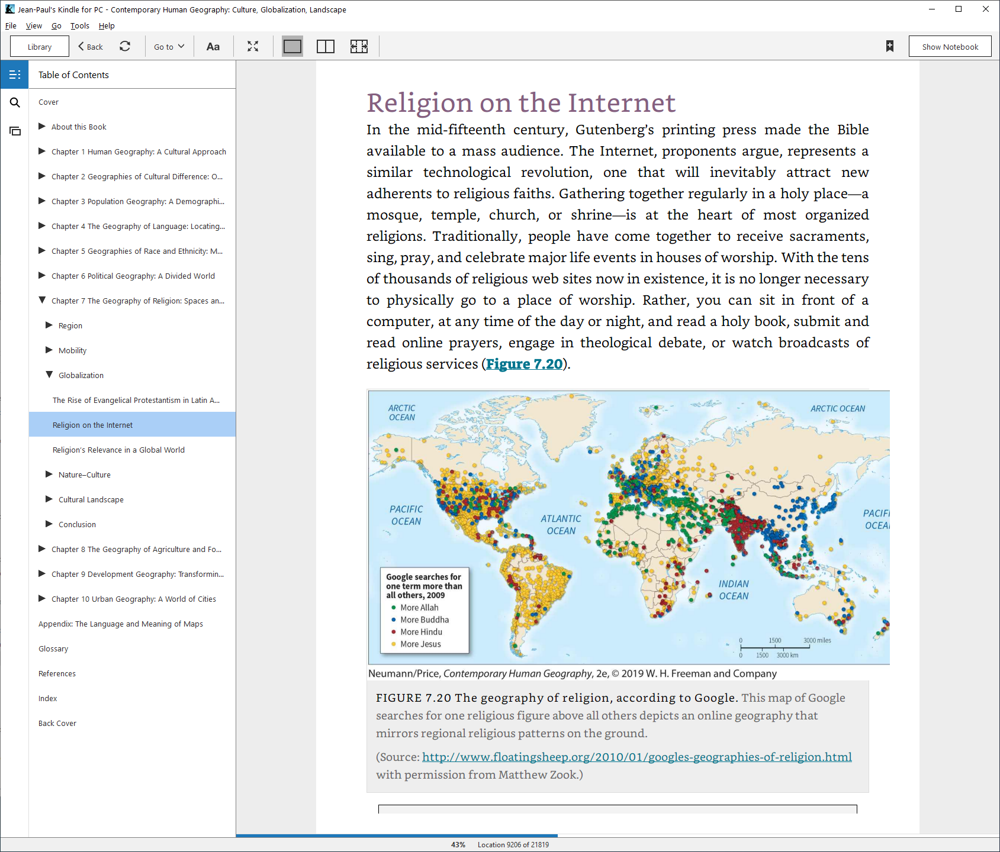 Jean-Paul's Kindle for PC - Contemporary Human Geography: Culture, Globalization, Landscape
File View Go Tools Help
Library Back Go to Aa Show Notebook
Table of Contents
Cover
About this Book
Chapter 1 Human Geography: A Cultural Approach
Chapter 2 Geographies of Cultural Difference: O...
Chapter 3 Population Geography: A Demographi...
Chapter 4 The Geography of Language: Locating...
Chapter 5 Geographies of Race and Ethnicity: M...
Chapter 6 Political Geography: A Divided World
Chapter 7 The Geography of Religion: Spaces an...
Region
Mobility
Globalization
The Rise of Evangelical Protestantism in Latin A...
Religion on the Internet
Religion's Relevance in a Global World
Nature–Culture
Cultural Landscape
Conclusion
Chapter 8 The Geography of Agriculture and Fo...
Chapter 9 Development Geography: Transformin...
Chapter 10 Urban Geography: A World of Cities
Appendix: The Language and Meaning of Maps
Glossary
References
Index
Back Cover
Religion on the Internet
In the mid-fifteenth century, Gutenberg's printing press made the Bible
available to a mass audience. The Internet, proponents argue, represents a
similar technological revolution, one that will inevitably attract new
adherents to religious faiths. Gathering together regularly in a holy place—a
mosque, temple, church, or shrine—is at the heart of most organized
religions. Traditionally, people have come together to receive sacraments,
sing, pray, and celebrate major life events in houses of worship. With the tens
of thousands of religious web sites now in existence, it is no longer necessary
to physically go to a place of worship. Rather, you can sit in front of a
computer, at any time of the day or night, and read a holy book, submit and
read online prayers, engage in theological debate, or watch broadcasts of
religious services (Figure 7.20).
ARCTIC
OCEAN
ARCTIC OCEAN
PACIFIC
OCEAN
ATLANTIC
OCEAN
PACIFI
OCEA
INDIAN
OCEAN
Google searches for
one term more than
all others, 2009
More Allah
More Buddha
More Hindu
More Jesus
0 1500 3000 miles
0 1500 3000 km
Neumann/Price, Contemporary Human Geography, 2e, © 2019 W. H. Freeman and Company
FIGURE 7.20 The geography of religion, according to Google. This map of Google
searches for one religious figure above all others depicts an online geography that
mirrors regional religious patterns on the ground.
(Source: http://www.floatingsheep.org/2010/01/googles-geographies-of-religion.html
with permission from Matthew Zook.)
43% Location 9206 of 21819